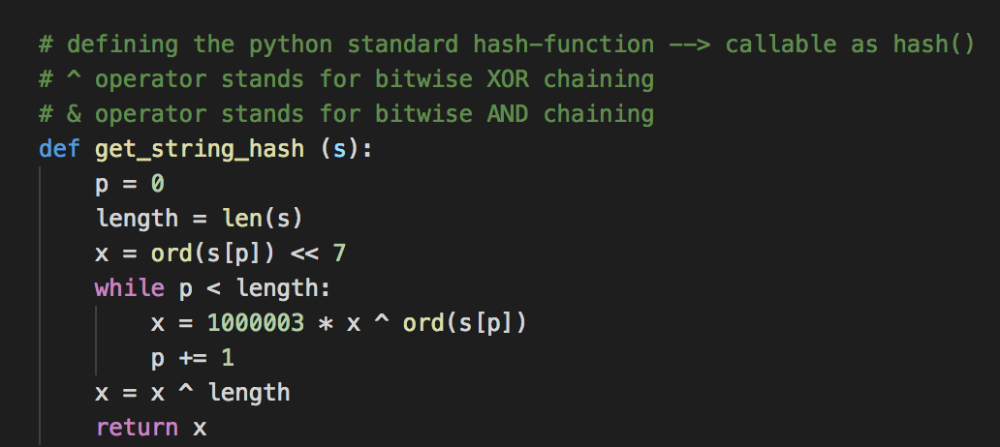 # defining the python standard hash-function --> callable as hash()
# ^ operator stands for bitwise XOR chaining
# & operator stands for bitwise AND chaining
def get_string_hash (s):
    p = 0
    length = len(s)
    x = ord(s[p]) << 7
    while p < length:
        x = 1000003 * x ^ ord(s[p])
        p += 1
    x = x ^ length
    return x